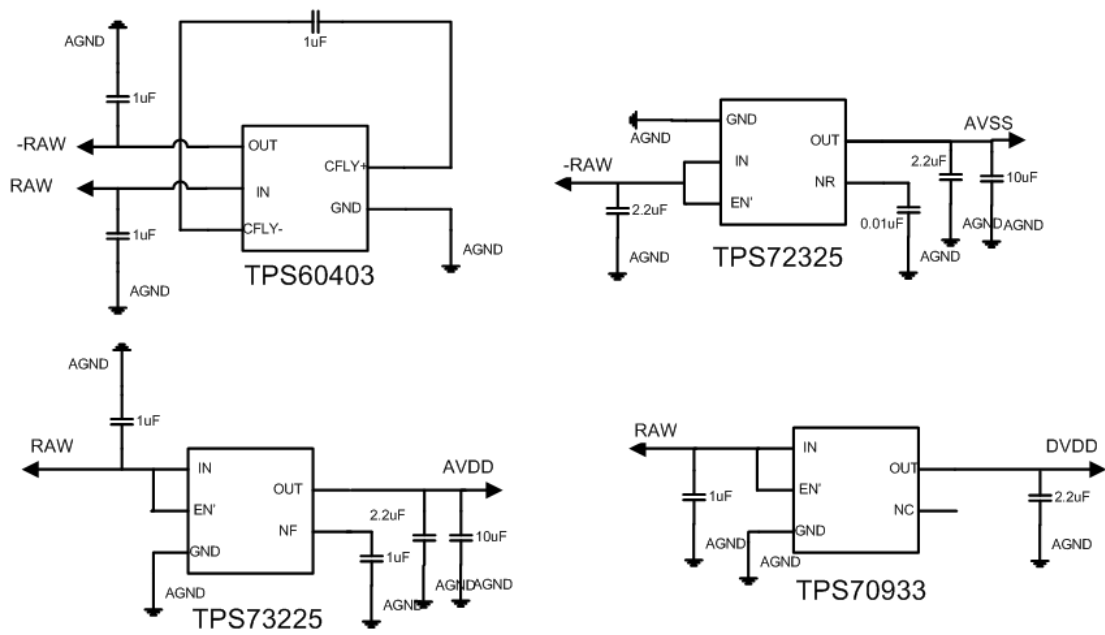 AGND
1uF
1uF
-RAW
OUT
CFLY+
RAW
IN
GND
1uF
CFLY-
AGND
AGND
TPS60403
GND
AGND
OUT
AVSS
-RAW
IN
2.2uF
NR
10uF
2.2uF
EN'
0.01uF
AGND
AGND
AGND
AGND
TPS72325
AGND
1uF
RAW
IN
AVDD
OUT
EN'
2.2uF
NF
10uF
GND
1uF
AGND
AGND
AGND
AGND
TPS73225
RAW
IN
DVDD
OUT
1uF
EN'
2.2uF
NC
GND
AGND
AGND
AGND
TPS70933